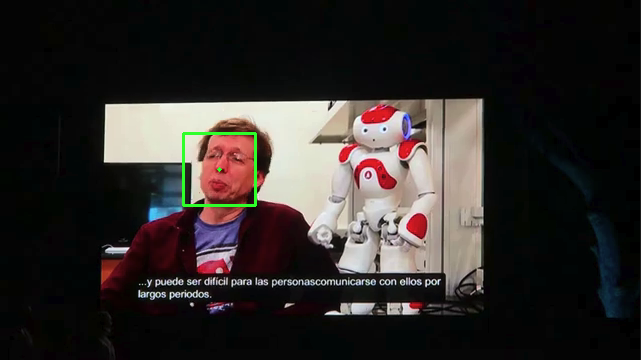 ...y puede ser difícil para las personascomunicarse con ellos por
largos periodos.